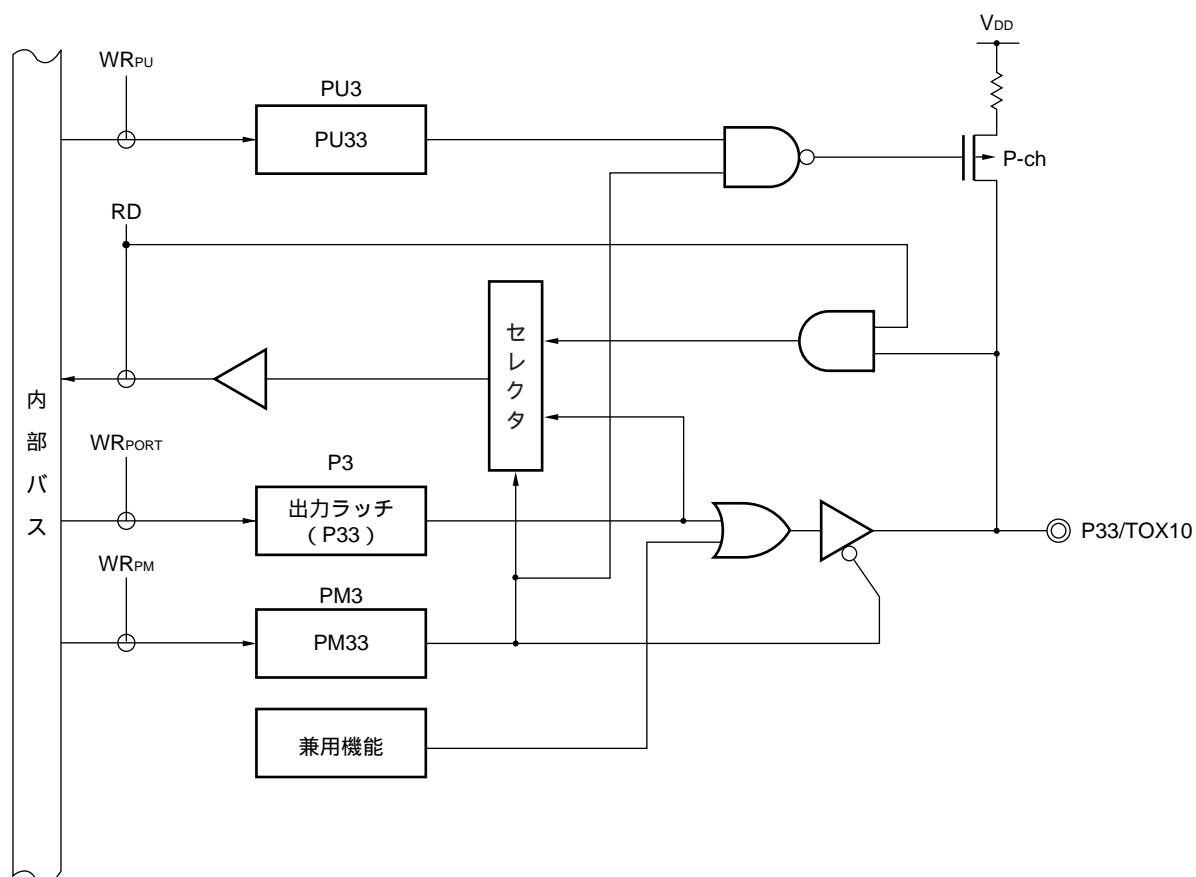 VDD
WRPU
PU3
PU33
P-ch
RD
セレクタ
内部バス
WRPORT
P3
出力ラッチ
（P33）
P33/TOX10
WRPM
PM3
PM33
兼用機能